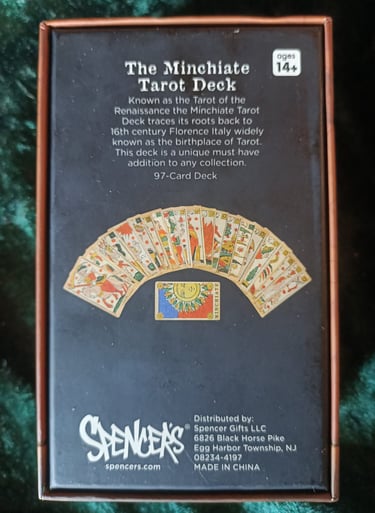 ages
14+
The Minchiate
Tarot Deck
Known as the Tarot of the
Renaissance the Minchiate Tarot
Deck traces its roots back to
16th century Florence Italy widely
known as the birthplace of Tarot.
This deck is a unique must have
addition to any collection.
97-Card Deck
MINCHIATE
SPENCER'S®
spencers.com
Distributed by:
Spencer Gifts LLC
6826 Black Horse Pike
Egg Harbor Township, NJ
08234-4197
MADE IN CHINA